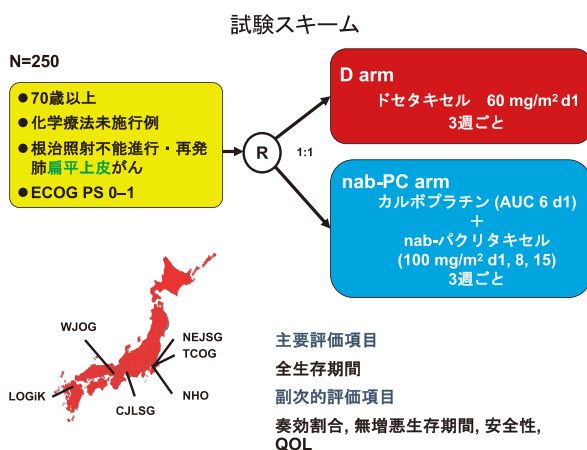 試験スキーム
N=250
●70歳以上
●化学療法未施行例
●根治照射不能進行・再発
肺扁平上皮がん
●ECOG PS 0–1
R
1:1
D arm
ドセタキセル 60 mg/m² d1
3週ごと
nab-PC arm
カルボプラチン (AUC 6 d1)
＋
nab-パクリタキセル
(100 mg/m² d1, 8, 15)
3週ごと
WJOG
NEJSG
TCOG
LOGiK
NHO
CJLSG
主要評価項目
全生存期間
副次的評価項目
奏効割合, 無増悪生存期間, 安全性,
QOL